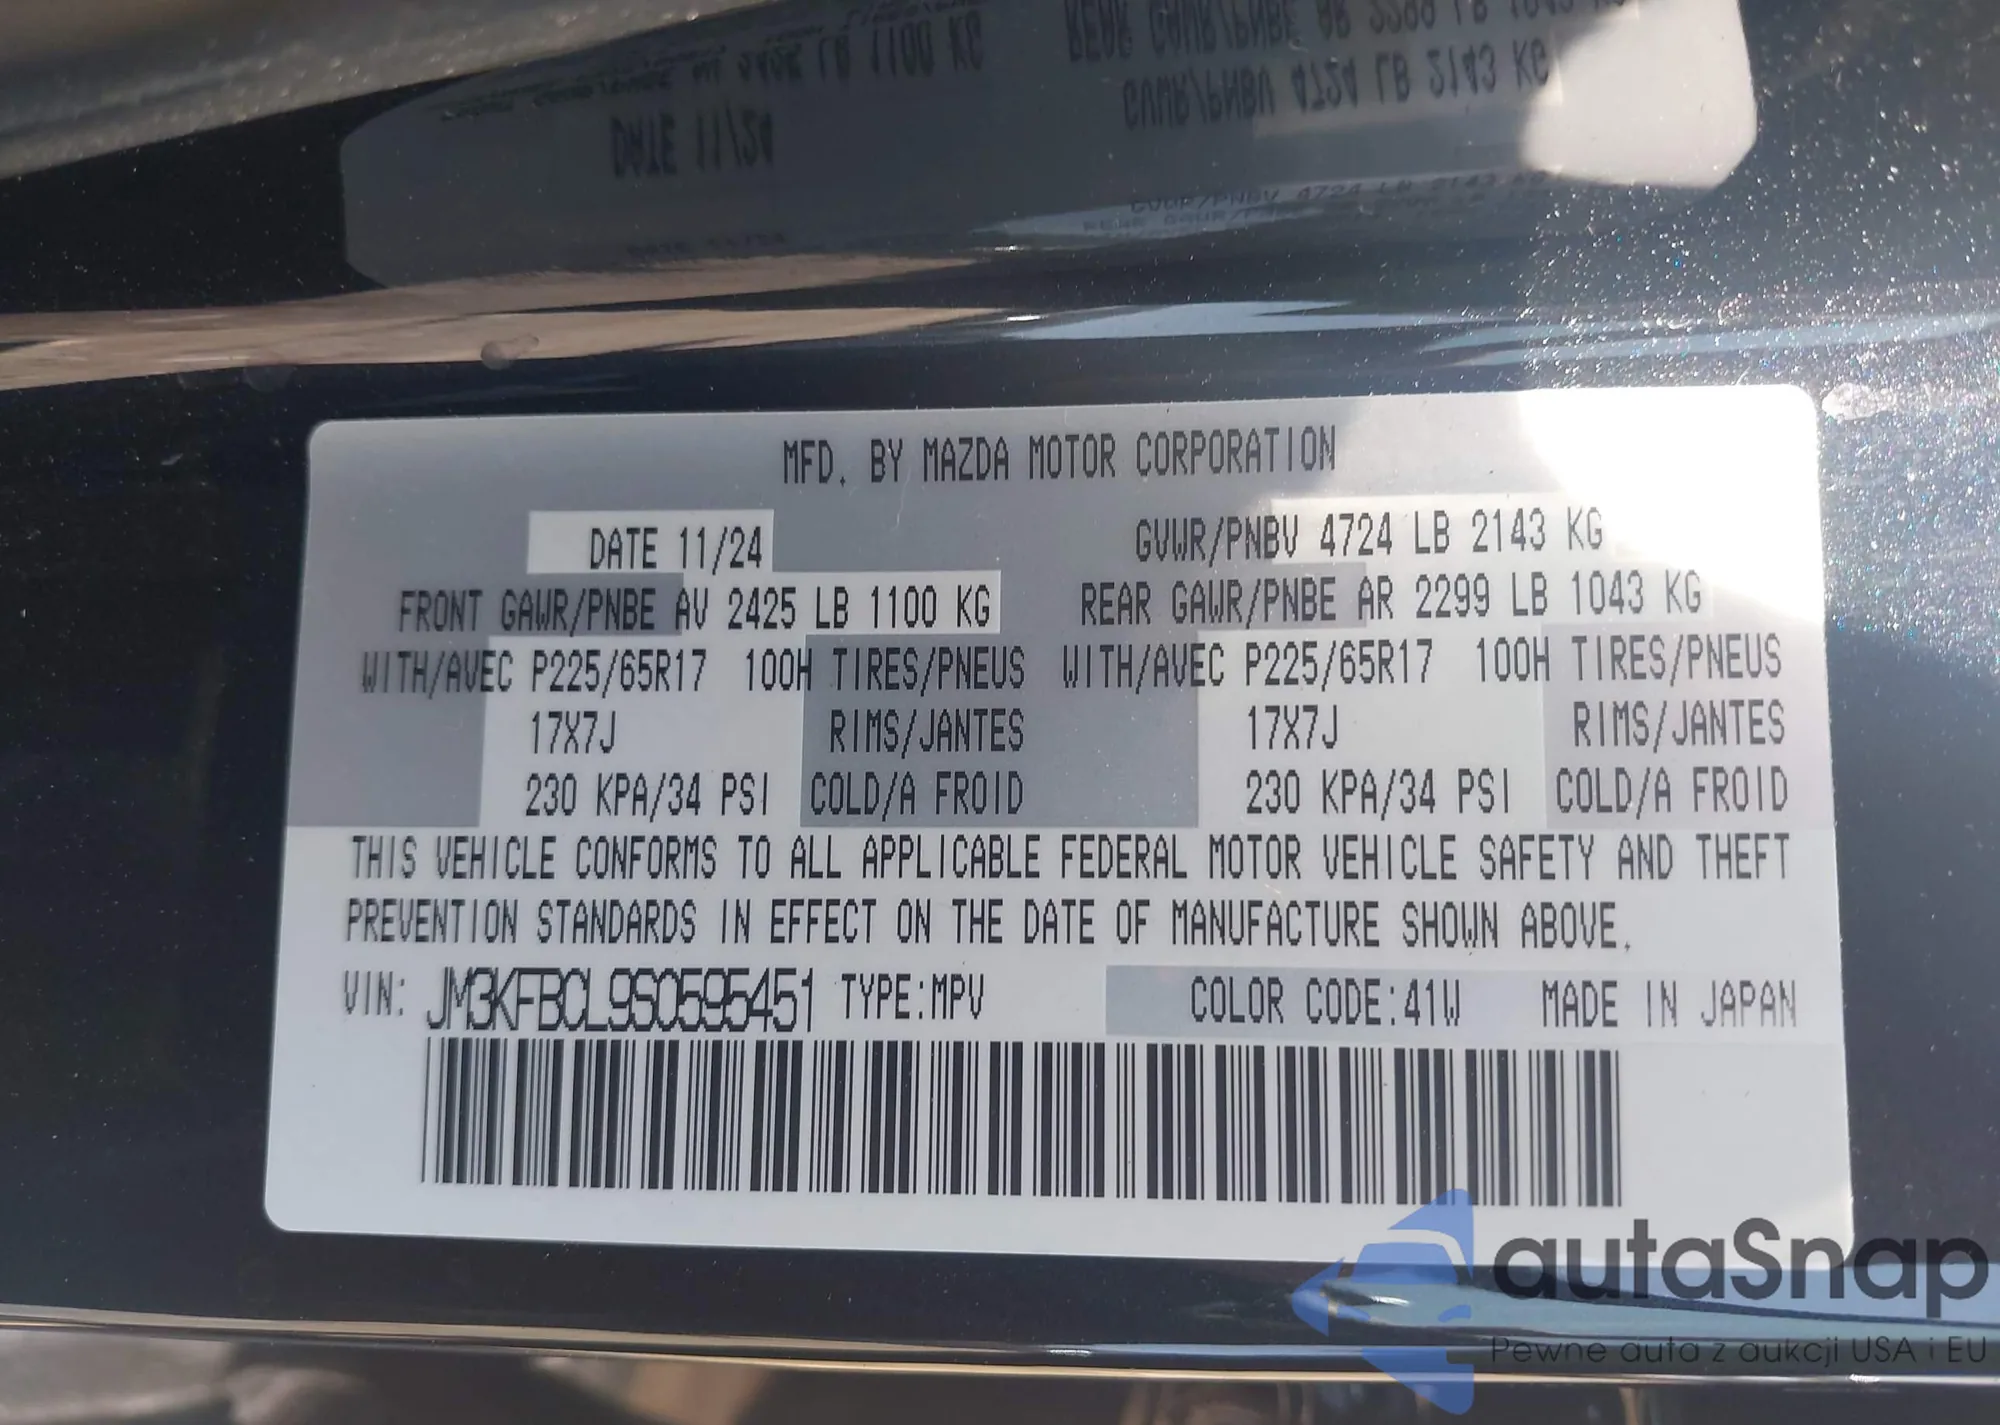 MFD. BY MAZDA MOTOR CORPORATION
DATE 11/24 GVWR/PNBV 4724 LB 2143 KG
FRONT GAWR/PNBE AV 2425 LB 1100 KG REAR GAWR/PNBE AR 2299 LB 1043 KG
WITH/AVEC P225/65R17 100H TIRES/PNEUS WITH/AVEC P225/65R17 100H TIRES/PNEUS
17X7J RIMS/JANTES 17X7J RIMS/JANTES
230 KPA/34 PSI COLD/A FROID 230 KPA/34 PSI COLD/A FROID
THIS VEHICLE CONFORMS TO ALL APPLICABLE FEDERAL MOTOR VEHICLE SAFETY AND THEFT
PREVENTION STANDARDS IN EFFECT ON THE DATE OF MANUFACTURE SHOWN ABOVE.
VIN: JM3KFBCL9S0595451 TYPE:MPV COLOR CODE:41W MADE IN JAPAN
autaSnap
Pewne auta z aukcji USA i EU